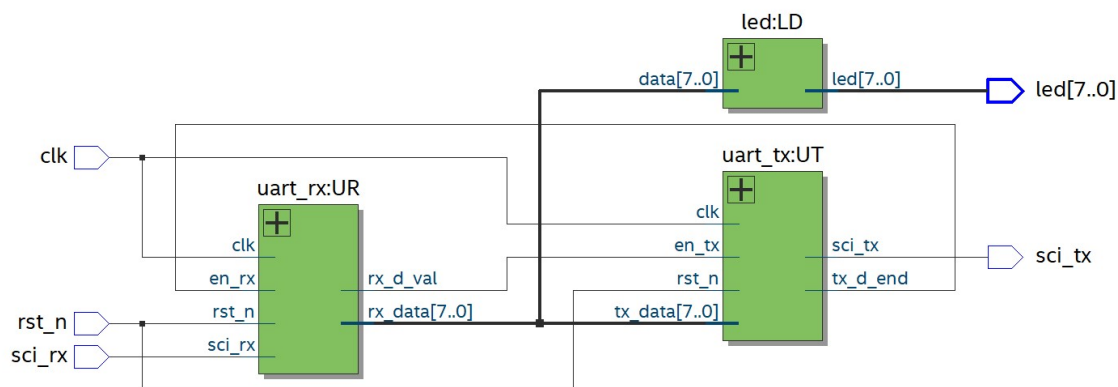 led:LD
data[7..0] led[7..0] led[7..0]
clk
uart_tx:UT
uart_rx:UR
clk
clk en_tx sci_tx sci_tx
en_rx rx_d_val rst_n tx_d_end
rst_n rst_n rx_data[7..0] tx_data[7..0]
sci_rx sci_rx